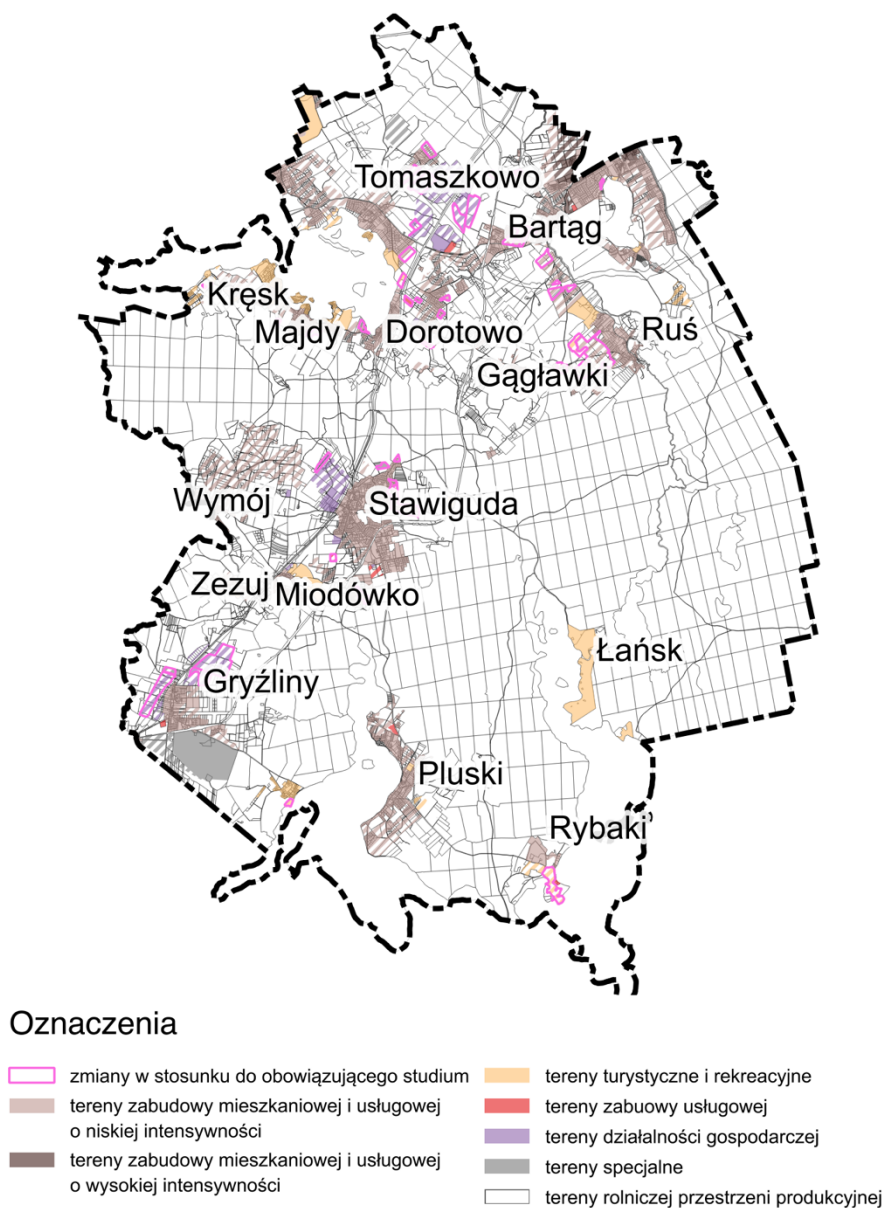 Tomaszkowo
Bartąg
Kręsk
Majdy
Dorotowo
Ruś
Gągławki
Wymój
Stawiguda
Zezuj
Miodówko
Łańsk
Gryźliny
Pluski
Rybaki
Oznaczenia
zmiany w stosunku do obowiązującego studium
tereny zabudowy mieszkaniowej i usługowej
o niskiej intensywności
tereny zabudowy mieszkaniowej i usługowej
o wysokiej intensywności
tereny turystyczne i rekreacyjne
tereny zabuowy usługowej
tereny działalności gospodarczej
tereny specjalne
tereny rolniczej przestrzeni produkcyjnej